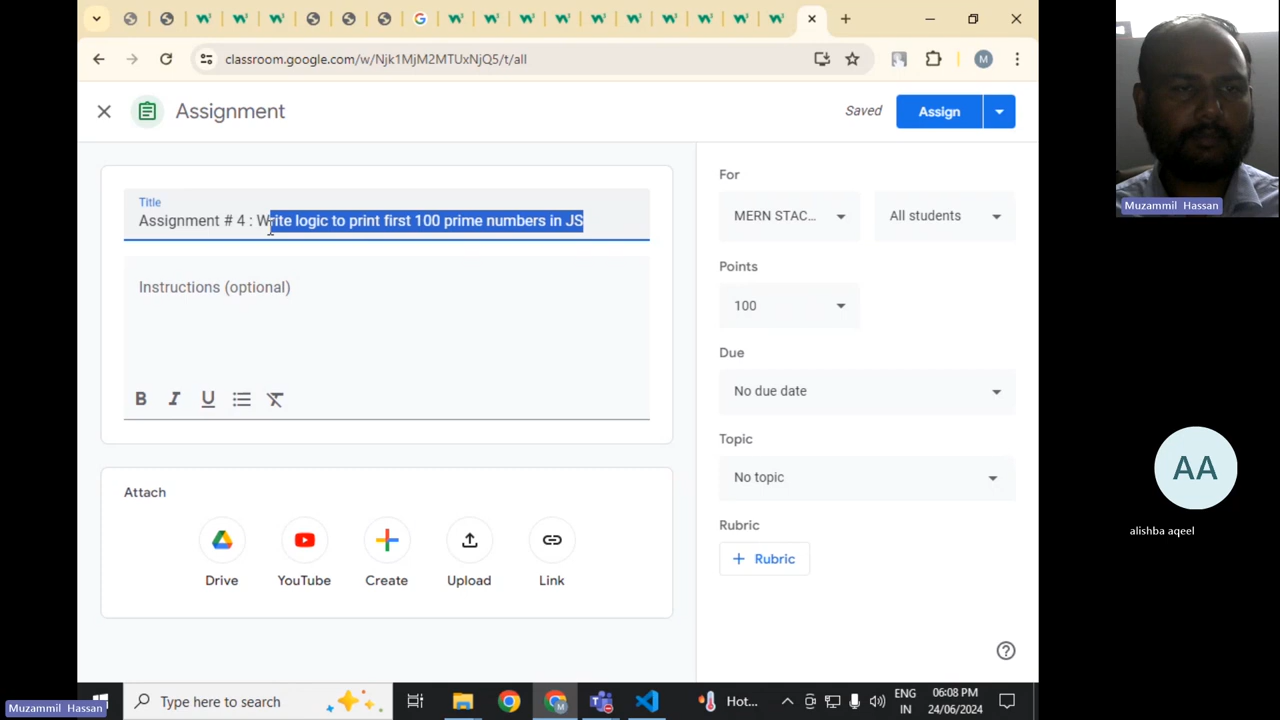 classroom.google.com/w/Njk1MjM2MTUxNjQ5/t/all
M
Assignment
Saved
Assign
Title
Assignment # 4 : Write logic to print first 100 prime numbers in JS
Instructions (optional)
B I U
Attach
Drive
YouTube
Create
Upload
Link
For
MERN STAC...
All students
Points
100
Due
No due date
Topic
No topic
Rubric
+ Rubric
Muzammil Hassan
AA
alishba aqeel
Type here to search
Hot...
ENG
IN
06:08 PM
24/06/2024
Muzammil Hassan